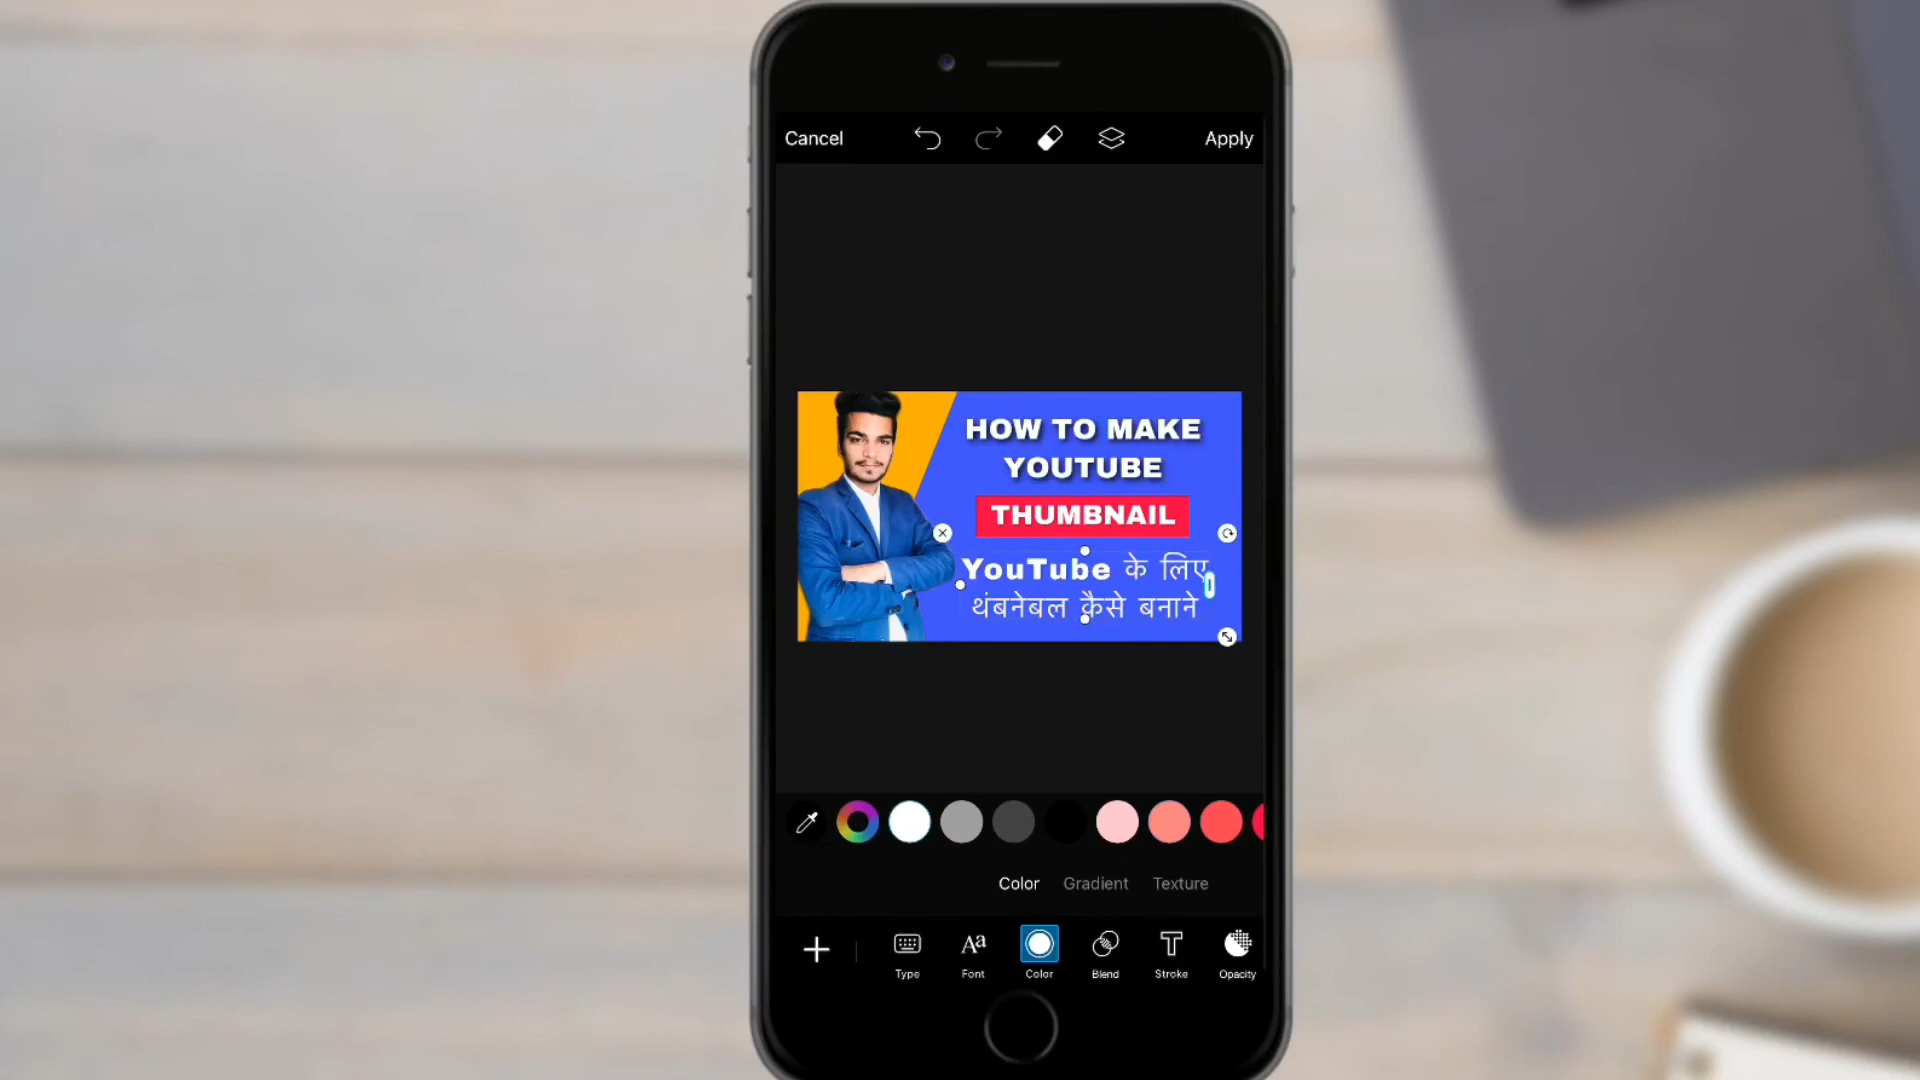 Cancel
Apply
HOW TO MAKE
YOUTUBE
THUMBNAIL
YouTube के लिए
थंबनेबल कैसे बनाने
Color Gradient Texture
Type Font Color Blend Stroke Opacity